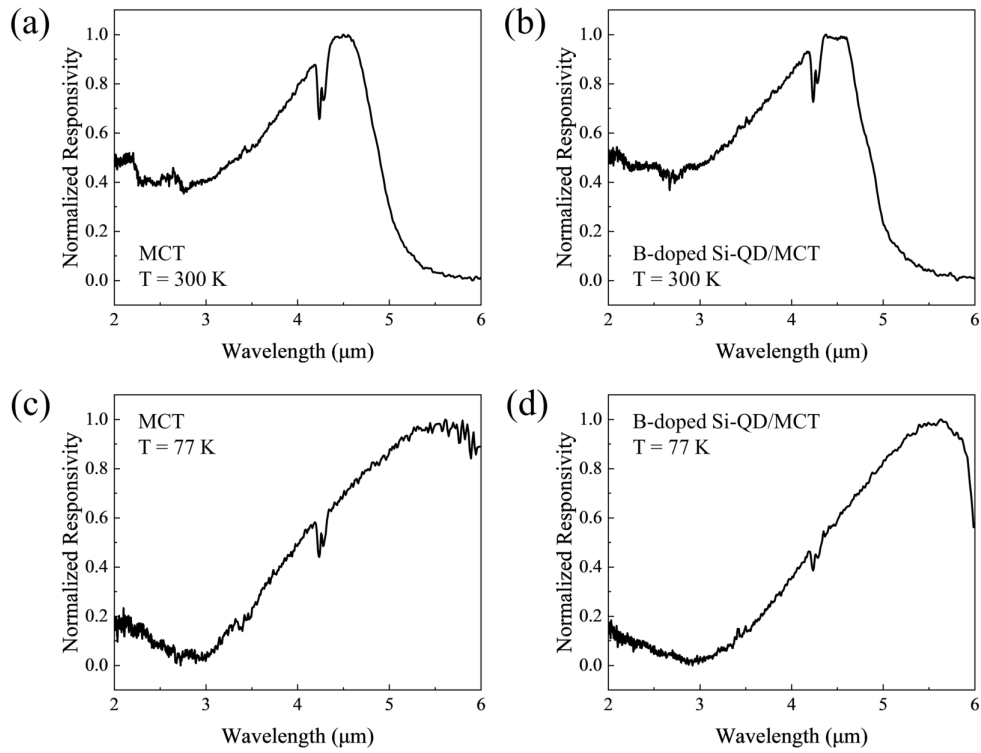 (a)
Normalized Responsivity
1.0
0.8
0.6
0.4
0.2
0.0
MCT
T = 300 K
2 3 4 5 6
Wavelength (μm)
(b)
Normalized Responsivity
1.0
0.8
0.6
0.4
0.2
0.0
B-doped Si-QD/MCT
T = 300 K
2 3 4 5 6
Wavelength (μm)
(c)
Normalized Responsivity
1.0
0.8
0.6
0.4
0.2
0.0
MCT
T = 77 K
2 3 4 5 6
Wavelength (μm)
(d)
Normalized Responsivity
1.0
0.8
0.6
0.4
0.2
0.0
B-doped Si-QD/MCT
T = 77 K
2 3 4 5 6
Wavelength (μm)